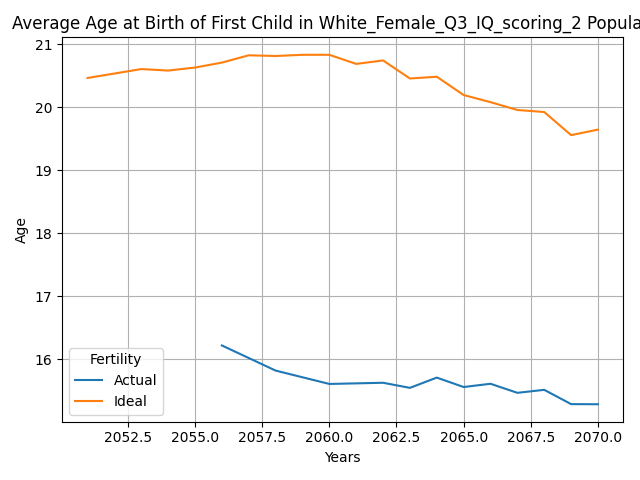 Average Age at Birth of First Child in White_Female_Q3_IQ_scoring_2 Popula
21
20
19
18
17
16
Age
Fertility
Actual
Ideal
2052.5 2055.0 2057.5 2060.0 2062.5 2065.0 2067.5 2070.0
Years